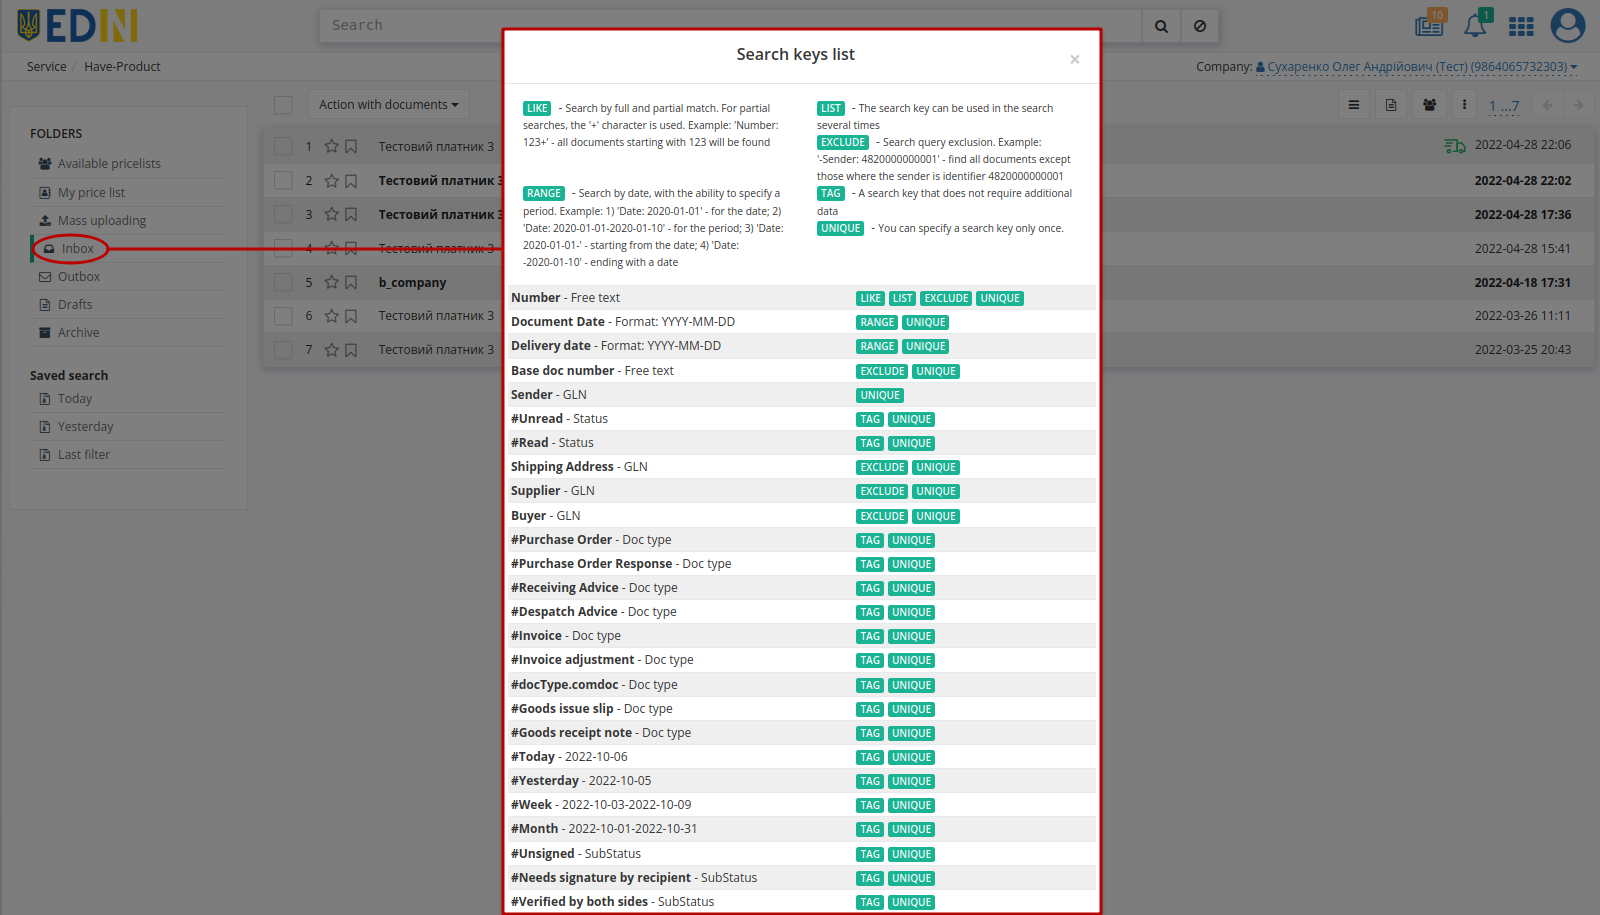 EDIN
Search
10
1
Service / Have-Product
Company: Сухаренко Олег Андрійович (Тест) (9864065732303)
Action with documents
1 ...7
FOLDERS
Available pricelists
My price list
Mass uploading
Inbox
Outbox
Drafts
Archive
Saved search
Today
Yesterday
Last filter
1 Тестовий платник 3 2022-04-28 22:06
2 Тестовий платник 3 2022-04-28 22:02
3 Тестовий платник 3 2022-04-28 17:36
4 Тестовий платник 3 2022-04-28 15:41
5 b_company 2022-04-18 17:31
6 Тестовий платник 3 2022-03-26 11:11
7 Тестовий платник 3 2022-03-25 20:43
Search keys list
×
LIKE - Search by full and partial match. For partial
searches, the '+' character is used. Example: 'Number:
123+' - all documents starting with 123 will be found
LIST - The search key can be used in the search
several times
EXCLUDE - Search query exclusion. Example:
'-Sender: 4820000000001' - find all documents except
those where the sender is identifier 4820000000001
RANGE - Search by date, with the ability to specify a
period. Example: 1) 'Date: 2020-01-01' - for the date; 2)
'Date: 2020-01-01-2020-01-10' - for the period; 3) 'Date:
2020-01-01-' - starting from the date; 4) 'Date:
-2020-01-10' - ending with a date
TAG - A search key that does not require additional
data
UNIQUE - You can specify a search key only once.
Number - Free text LIKE LIST EXCLUDE UNIQUE
Document Date - Format: YYYY-MM-DD RANGE UNIQUE
Delivery date - Format: YYYY-MM-DD RANGE UNIQUE
Base doc number - Free text EXCLUDE UNIQUE
Sender - GLN UNIQUE
#Unread - Status TAG UNIQUE
#Read - Status TAG UNIQUE
Shipping Address - GLN EXCLUDE UNIQUE
Supplier - GLN EXCLUDE UNIQUE
Buyer - GLN EXCLUDE UNIQUE
#Purchase Order - Doc type TAG UNIQUE
#Purchase Order Response - Doc type TAG UNIQUE
#Receiving Advice - Doc type TAG UNIQUE
#Despatch Advice - Doc type TAG UNIQUE
#Invoice - Doc type TAG UNIQUE
#Invoice adjustment - Doc type TAG UNIQUE
#docType.comdoc - Doc type TAG UNIQUE
#Goods issue slip - Doc type TAG UNIQUE
#Goods receipt note - Doc type TAG UNIQUE
#Today - 2022-10-06 TAG UNIQUE
#Yesterday - 2022-10-05 TAG UNIQUE
#Week - 2022-10-03-2022-10-09 TAG UNIQUE
#Month - 2022-10-01-2022-10-31 TAG UNIQUE
#Unsigned - SubStatus TAG UNIQUE
#Needs signature by recipient - SubStatus TAG UNIQUE
#Verified by both sides - SubStatus TAG UNIQUE